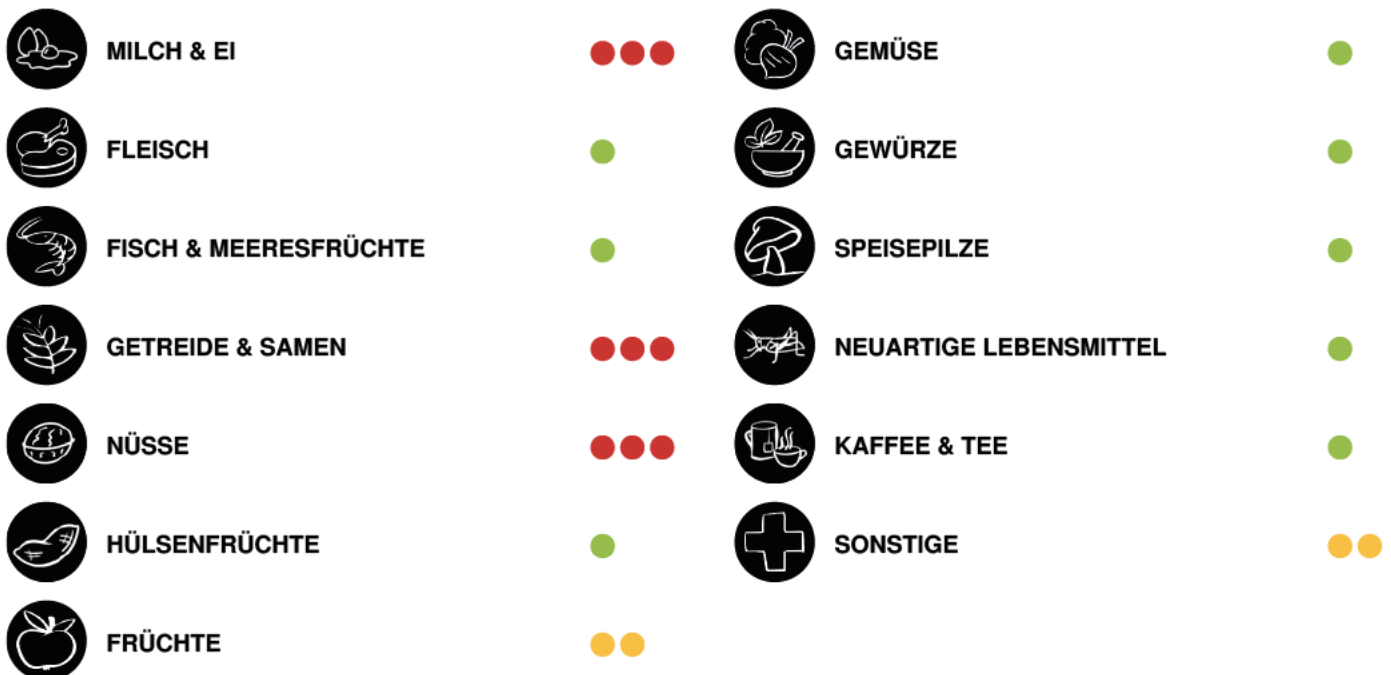 MILCH & EI
FLEISCH
FISCH & MEERESFRÜCHTE
GETREIDE & SAMEN
NÜSSE
HÜLSENFRÜCHTE
FRÜCHTE
GEMÜSE
GEWÜRZE
SPEISEPILZE
NEUARTIGE LEBENSMITTEL
KAFFEE & TEE
SONSTIGE